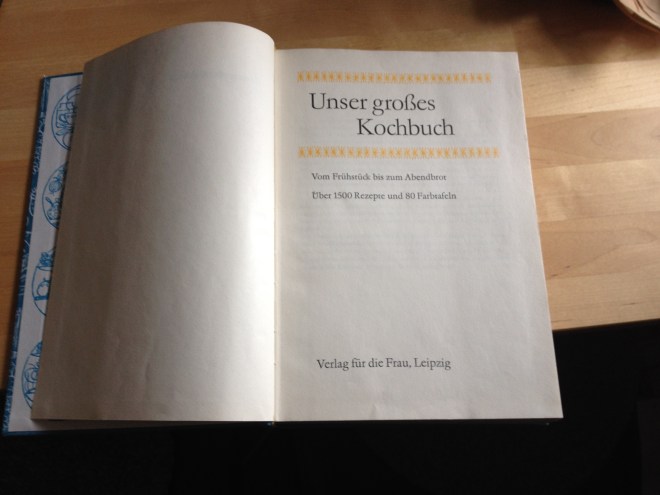 Unser großes
Kochbuch
Vom Frühstück bis zum Abendbrot
Über 1500 Rezepte und 80 Farbtafeln
Verlag für die Frau, Leipzig